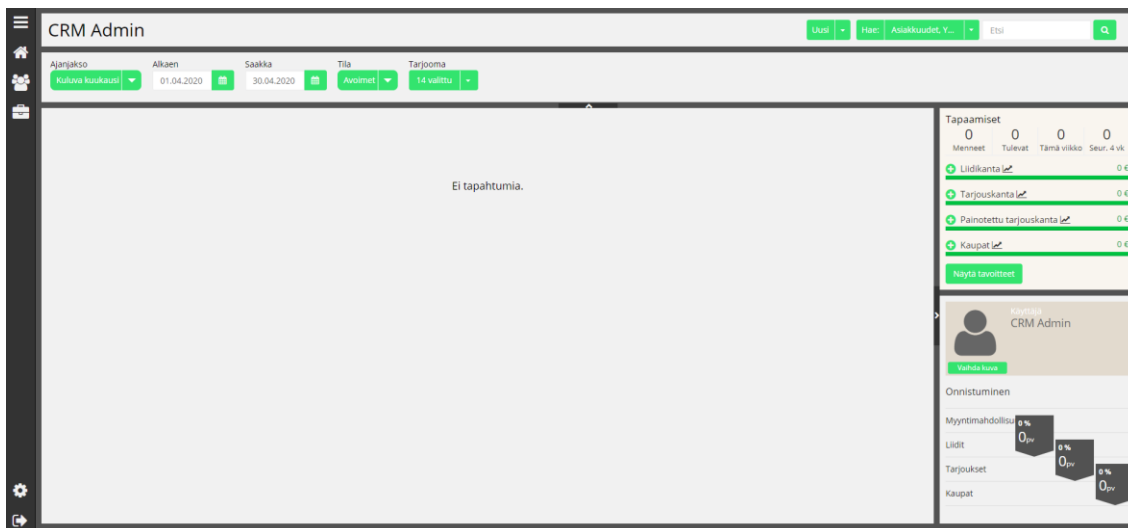 CRM Admin
Uusi
Hae: Asiakkuudet, Y...
Etsi
Ajanjakso
Alkaen
Saakka
Tila
Tarjooma
Kuluva kuukausi
01.04.2020
30.04.2020
Avoimet
14 valittu
Ei tapahtumia.
Tapaamiset
0 0 0 0
Menneet Tulevat Tämä viikko Seur. 4 vk
Liidikanta 0 €
Tarjouskanta 0 €
Painotettu tarjouskanta 0 €
Kaupat 0 €
Näytä tavoitteet
Käyttäjä
CRM Admin
Vaihda kuva
Onnistuminen
Myyntimahdollisu
0 %
0pv
Liidit
0 %
0pv
Tarjoukset
0 %
0pv
Kaupat